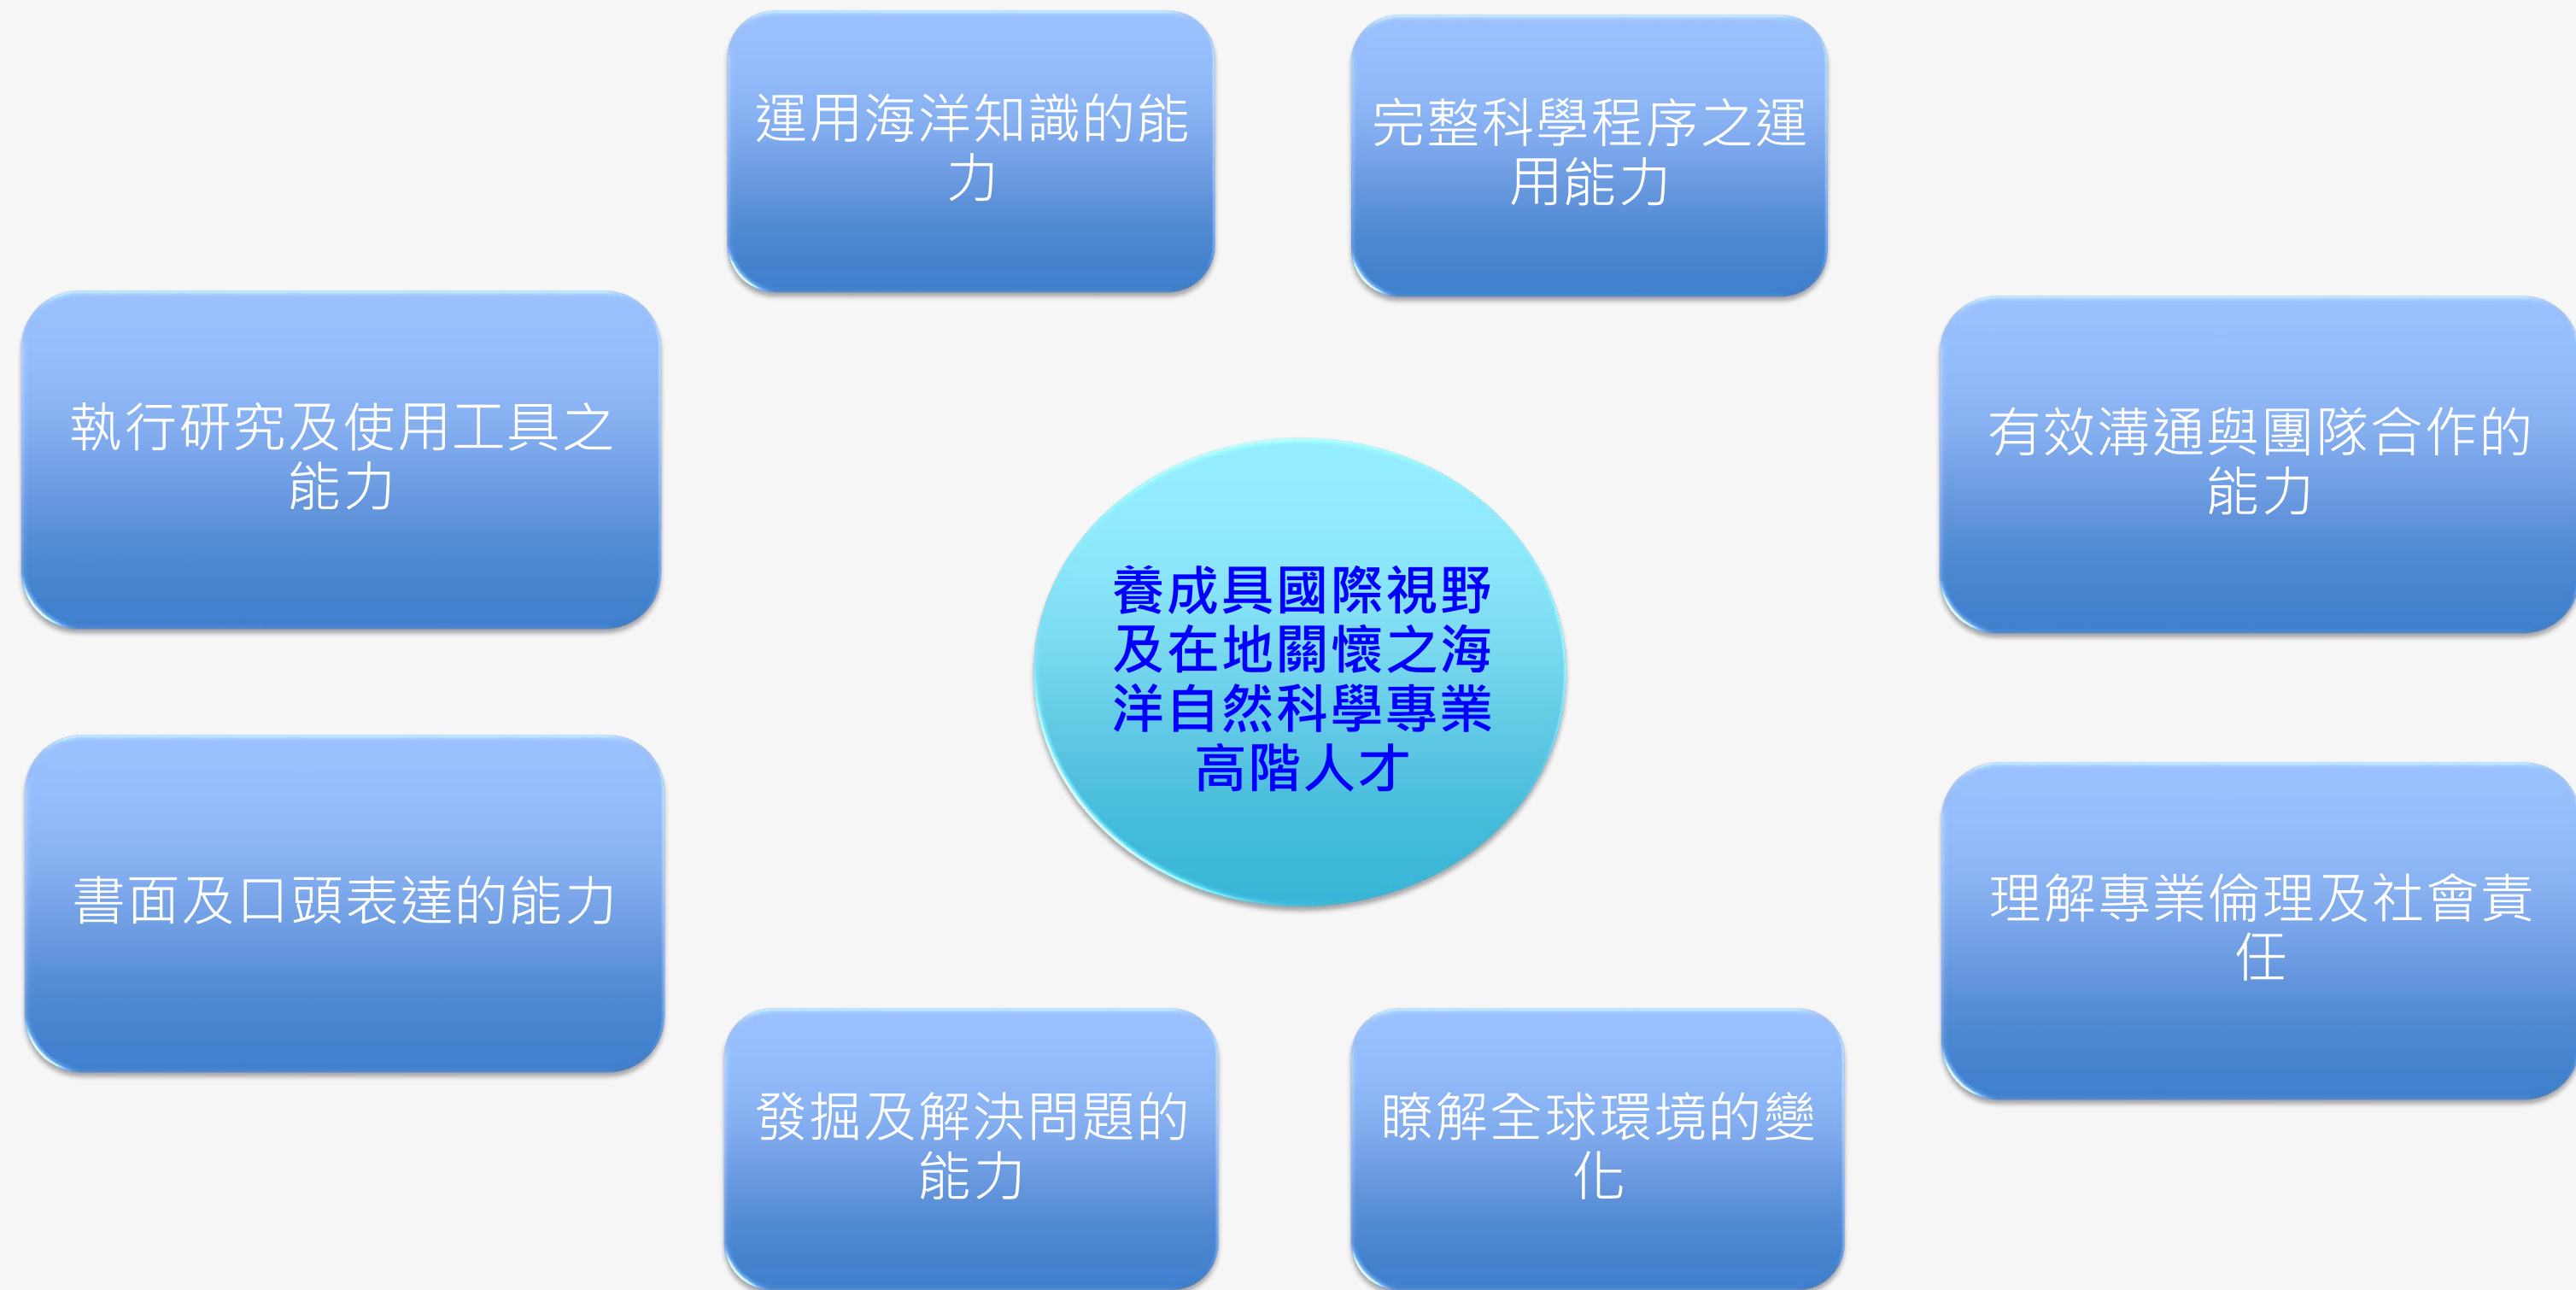 運用海洋知識的能
力
完整科學程序之運
用能力
執行研究及使用工具之
能力
有效溝通與團隊合作的
能力
養成具國際視野
及在地關懷之海
洋自然科學專業
高階人才
書面及口頭表達的能力
理解專業倫理及社會責
任
發掘及解決問題的
能力
瞭解全球環境的變
化